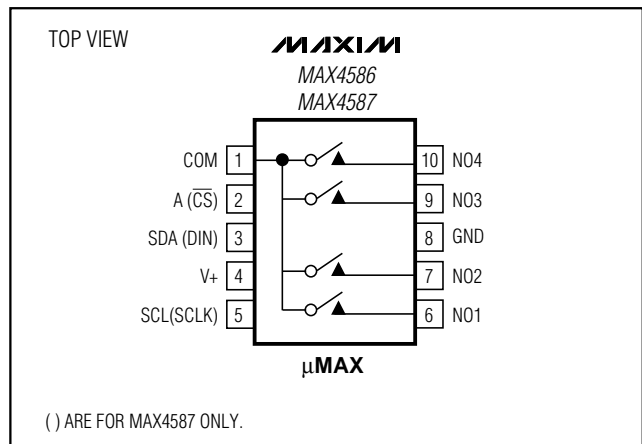 TOP VIEW
MAXIM
MAX4586
MAX4587
COM 1
A (C̅S̅) 2
SDA (DIN) 3
V+ 4
SCL(SCLK) 5
10 NO4
9 NO3
8 GND
7 NO2
6 NO1
μMAX
( ) ARE FOR MAX4587 ONLY.